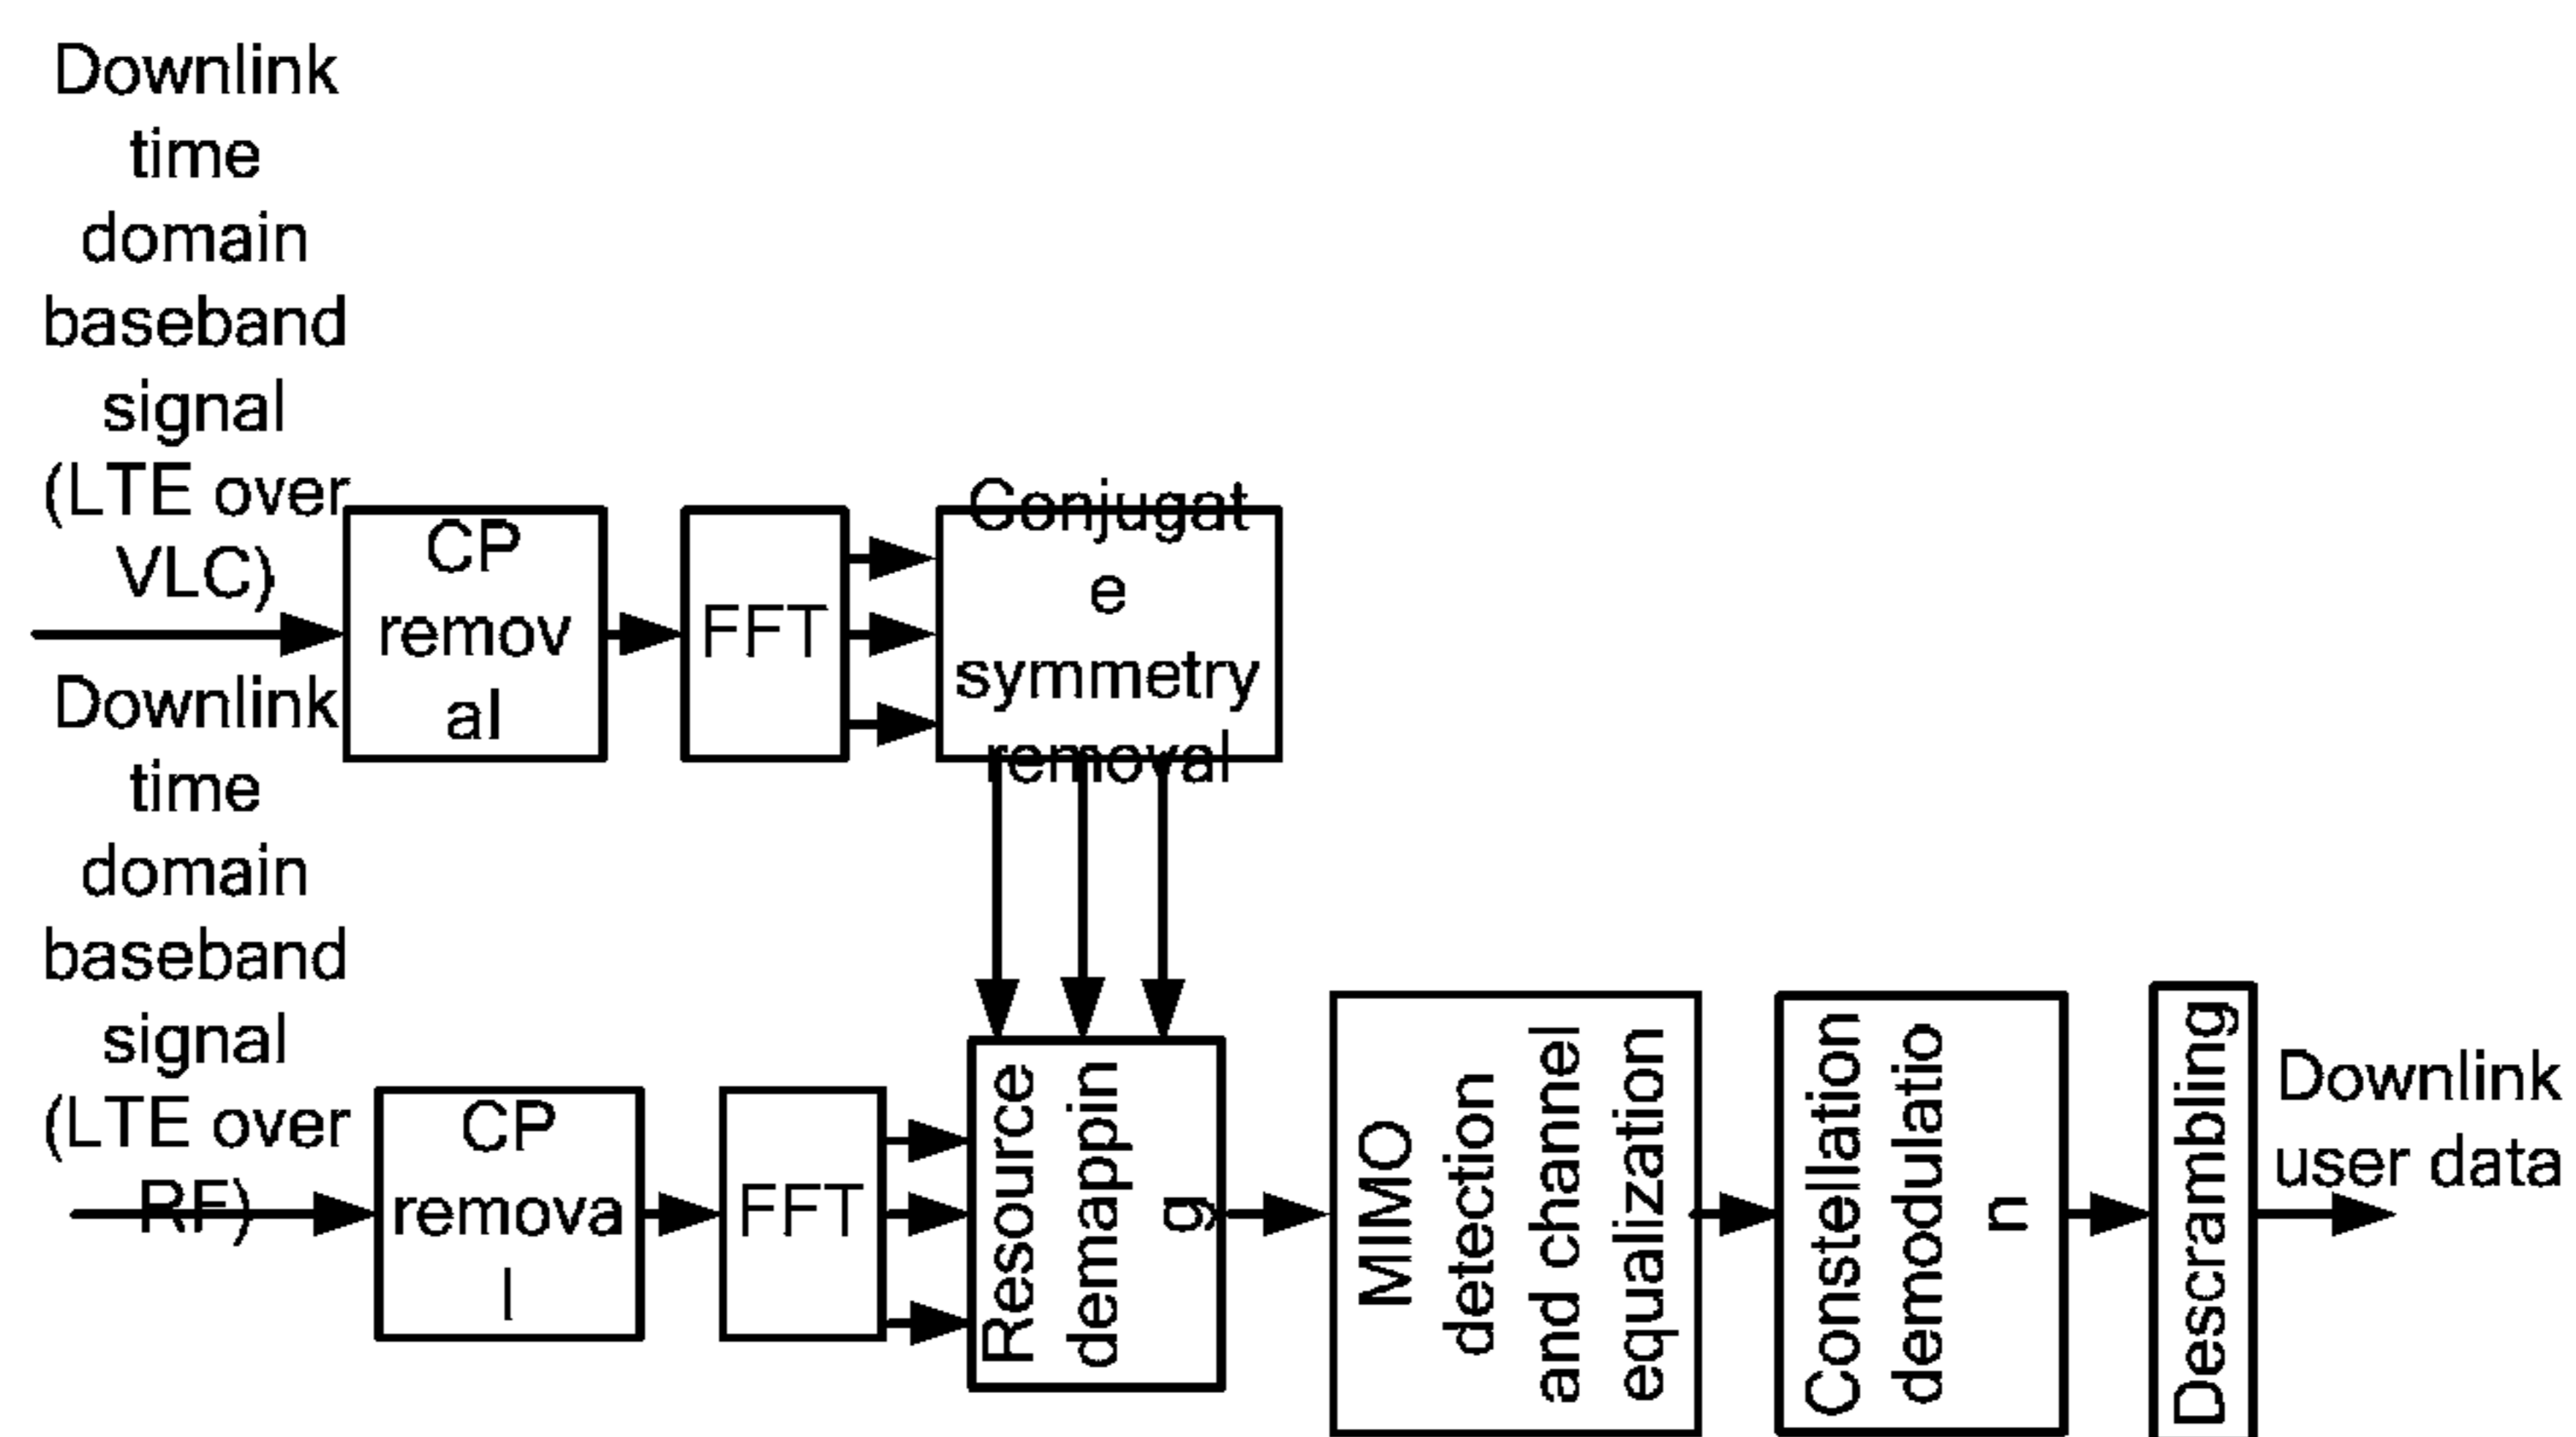 Downlink
time
domain
baseband
signal
(LTE over
VLC)
CP
remov
al
FFT
Conjugat
e
symmetry
removal
Downlink
time
domain
baseband
signal
(LTE over
RF)
CP
remova
l
FFT
Resource
demappin
g
MIMO
detection
and channel
equalization
Constellation
demodulatio
n
Descrambling
Downlink
user data